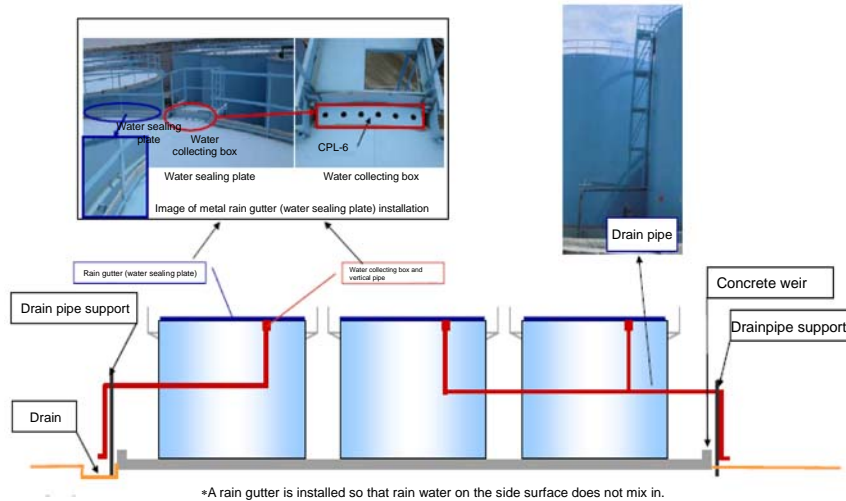 Water sealing
plate
Water
collecting box
CPL-6
Water sealing plate
Water collecting box
Image of metal rain gutter (water sealing plate) installation
Drain pipe
Rain gutter (water sealing plate)
Water collecting box and
vertical pipe
Concrete weir
Drain pipe support
Drainpipe support
Drain
*A rain gutter is installed so that rain water on the side surface does not mix in.